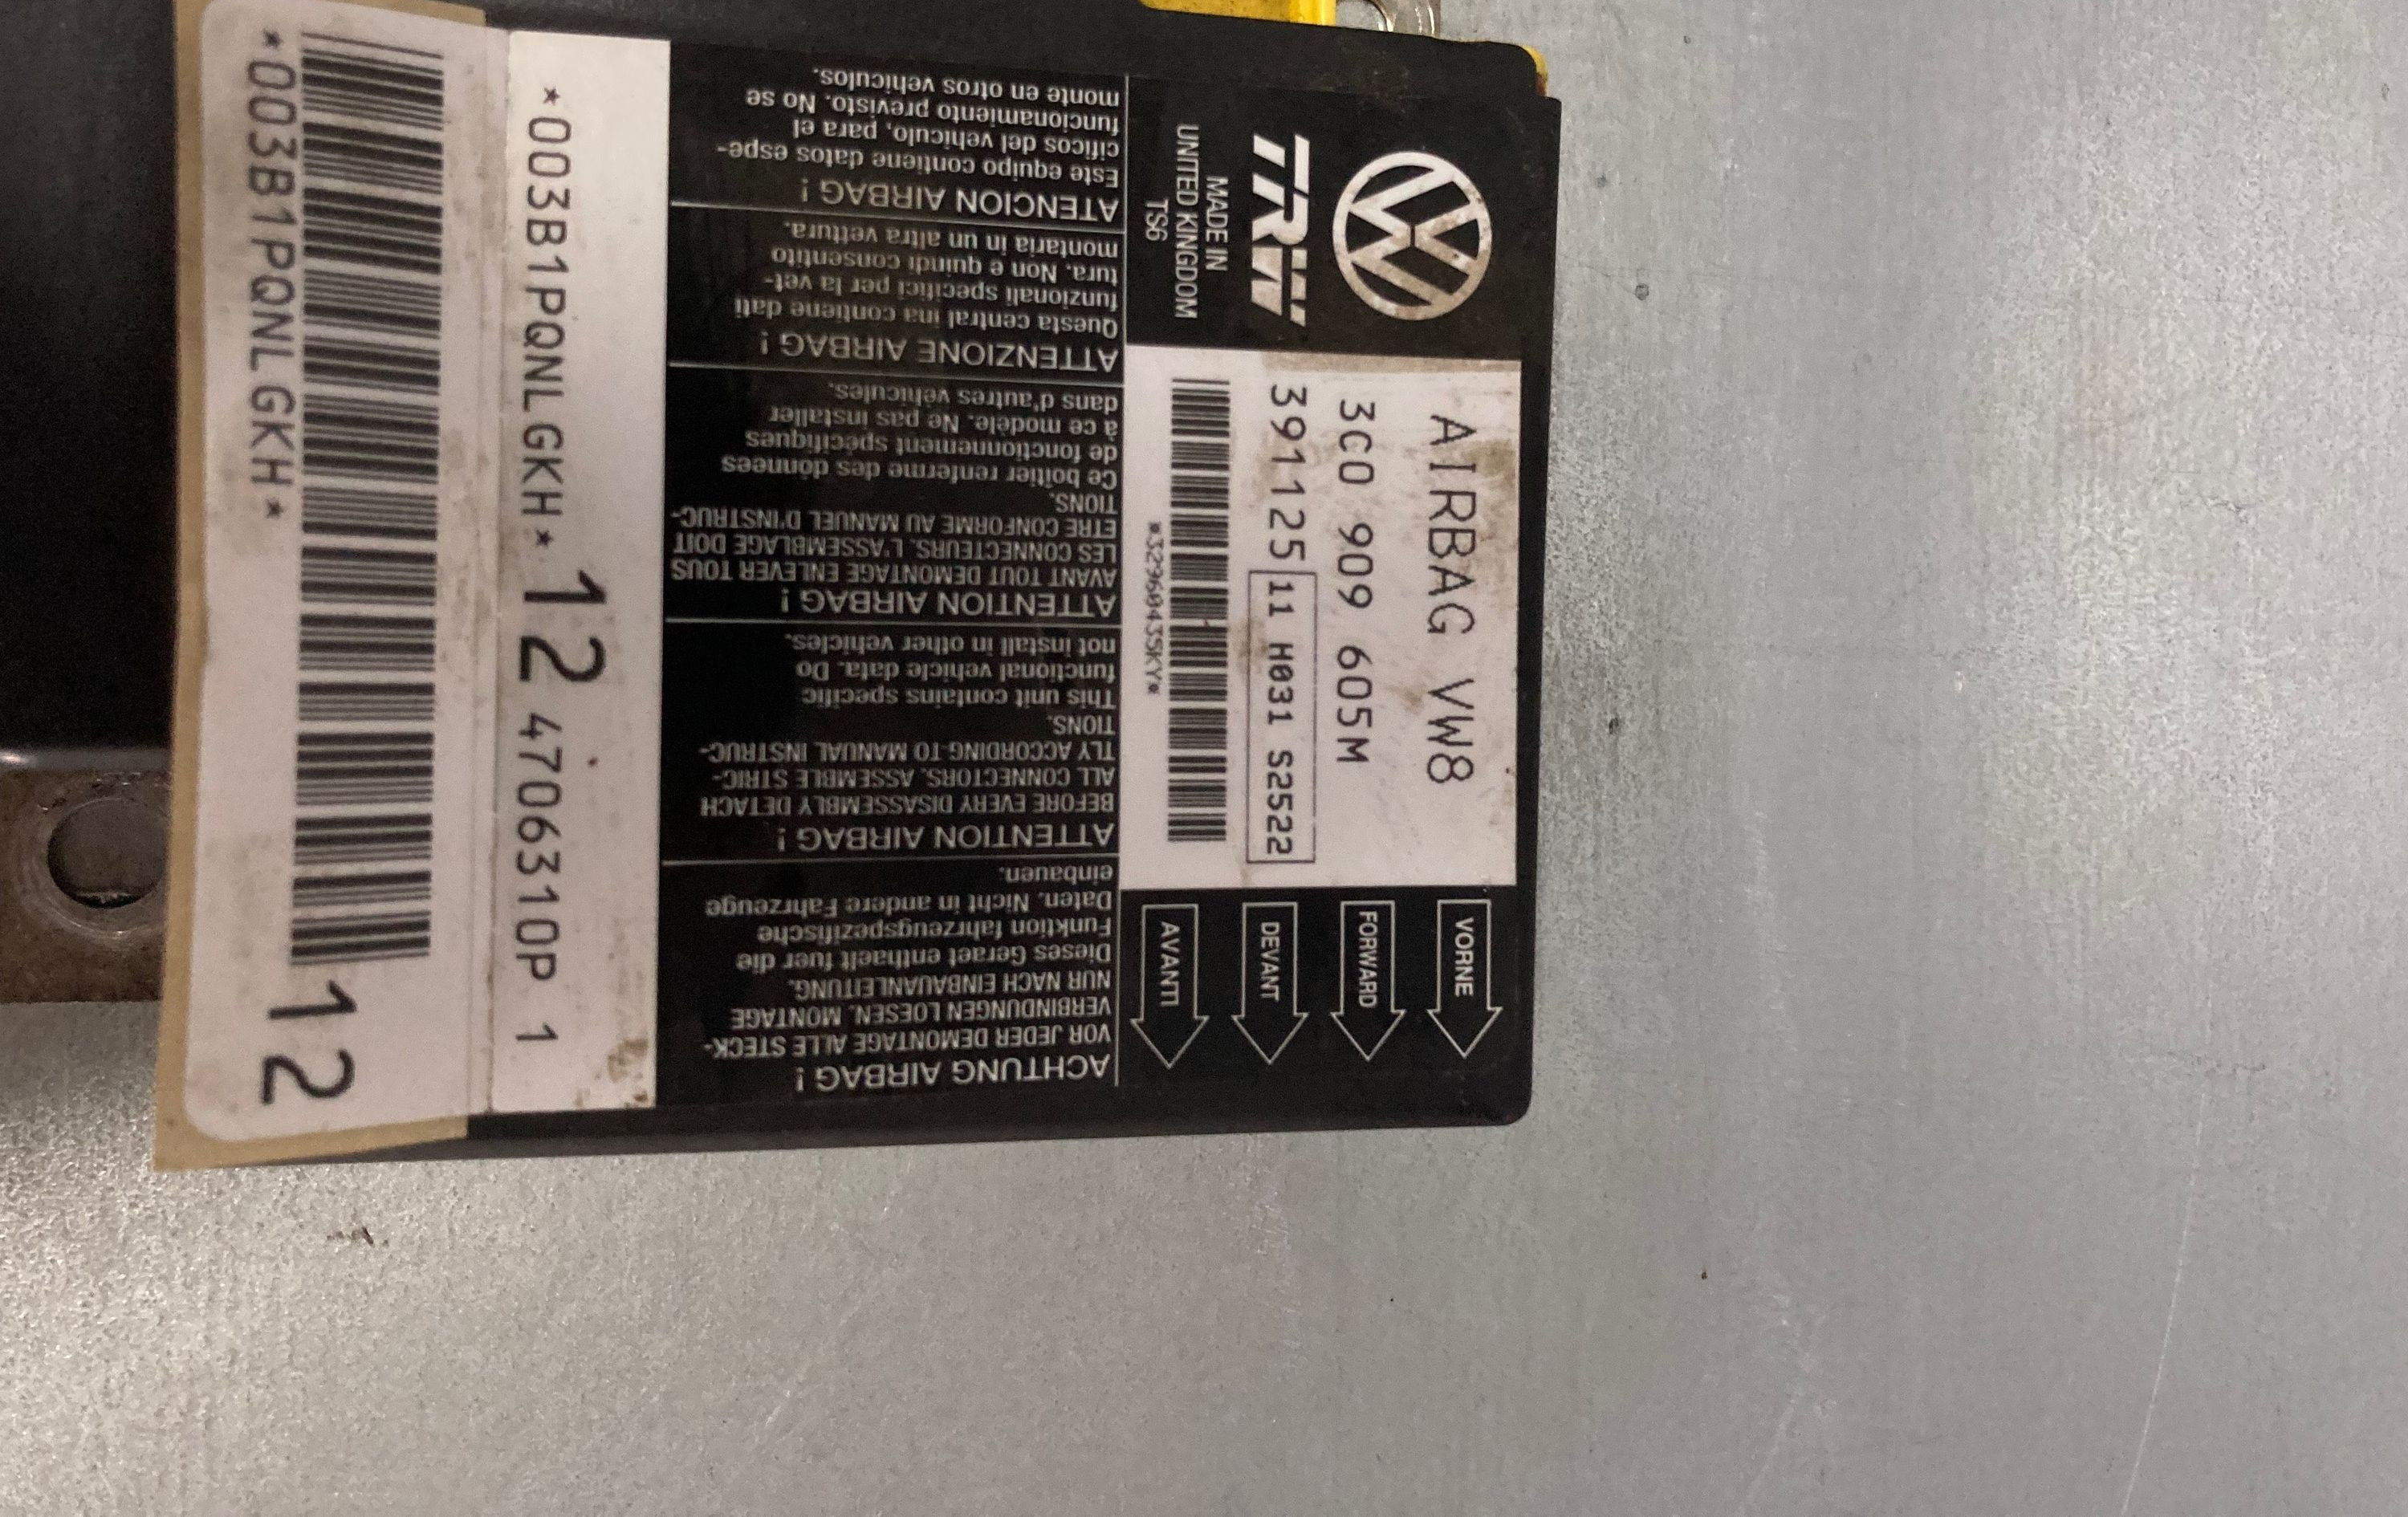 AIRBAG VW8
3C0 909 605M
3911125 11 H031 S2522
*329604355KY*
TRW
MADE IN
UNITED KINGDOM
TS6
VORNE
FORWARD
DEVANT
AVANTI
ACHTUNG AIRBAG !
VOR JEDER DEMONTAGE ALLE STECK-
VERBINDUNGEN LOESEN. MONTAGE
NUR NACH EINBAUANLEITUNG.
Dieses Geraet enthaelt fuer die
Funktion fahrzeugspezifische
Daten. Nicht in andere Fahrzeuge
einbauen.
ATTENTION AIRBAG !
BEFORE EVERY DISASSEMBLY DETACH
ALL CONNECTORS. ASSEMBLE STRIC-
TLY ACCORDING TO MANUAL INSTRUC-
TIONS.
This unit contains specific
functional vehicle data. Do
not install in other vehicles.
ATTENTION AIRBAG !
AVANT TOUT DEMONTAGE ENLEVER TOUS
LES CONNECTEURS. L'ASSEMBLAGE DOIT
ETRE CONFORME AU MANUEL D'INSTRUC-
TIONS.
Ce boîtier renferme des données
de fonctionnement spécifiques
à ce modèle. Ne pas installer
dans d'autres véhicules.
ATTENZIONE AIRBAG !
Questa central ina contiene dati
funzionali specifici per la vet-
tura. Non e quindi consentito
montaria in un altra vettura.
ATENCION AIRBAG !
Este equipo contiene datos espe-
cificos del vehiculo, para el
funcionamiento previsto. No se
monte en otros vehiculos.
*003B1PQNLGKH* 12 4706310P 1
*003B1PQNLGKH* 12